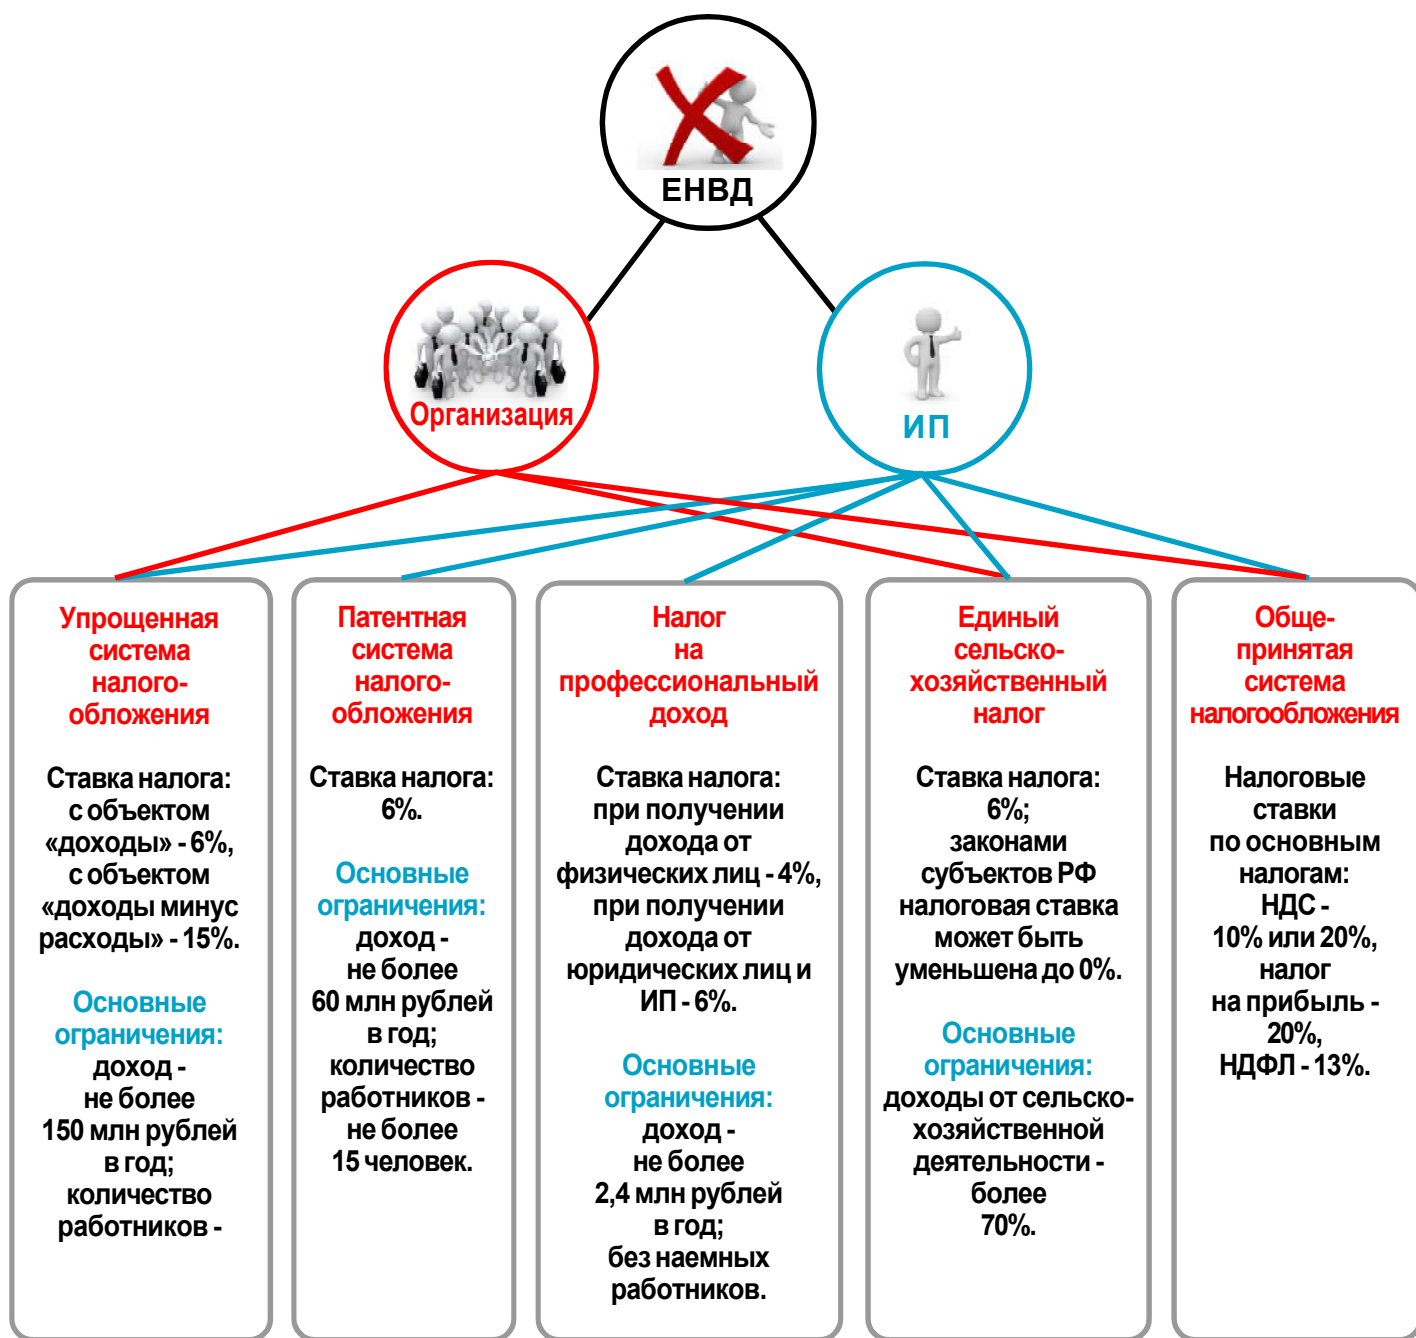 ЕНВД
Организация
ИП
Упрощенная
система
налого-
обложения
Ставка налога:
с объектом
«доходы» - 6%,
с объектом
«доходы минус
расходы» - 15%.
Основные
ограничения:
доход -
не более
150 млн рублей
в год;
количество
работников -
Патентная
система
налого-
обложения
Ставка налога:
6%.
Основные
ограничения:
доход -
не более
60 млн рублей
в год;
количество
работников -
не более
15 человек.
Налог
на
профессиональный
доход
Ставка налога:
при получении
дохода от
физических лиц - 4%,
при получении
дохода от
юридических лиц и
ИП - 6%.
Основные
ограничения:
доход -
не более
2,4 млн рублей
в год;
без наемных
работников.
Единый
сельско-
хозяйственный
налог
Ставка налога:
6%;
законами
субъектов РФ
налоговая ставка
может быть
уменьшена до 0%.
Основные
ограничения:
доходы от сельско-
хозяйственной
деятельности -
более
70%.
Обще-
принятая
система
налогообложения
Налоговые
ставки
по основным
налогам:
НДС -
10% или 20%,
налог
на прибыль -
20%,
НДФЛ - 13%.